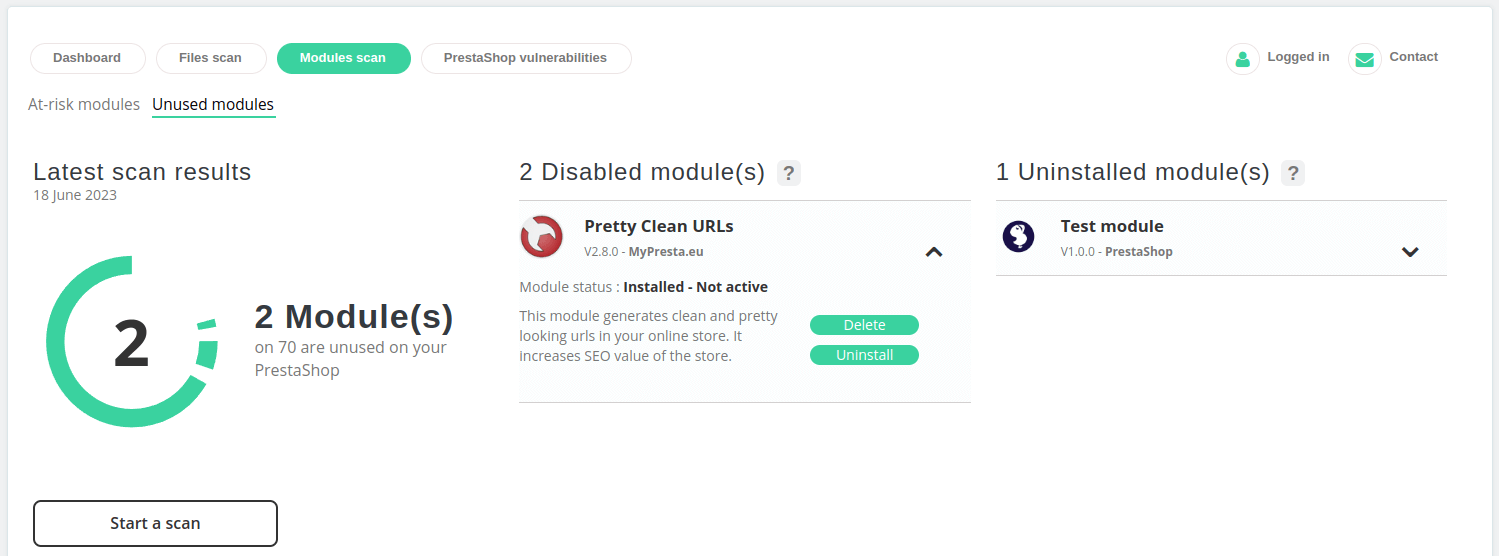 Dashboard
Files scan
Modules scan
PrestaShop vulnerabilities
Logged in
Contact
At-risk modules
Unused modules
Latest scan results
18 June 2023
2
2 Module(s)
on 70 are unused on your
PrestaShop
Start a scan
2 Disabled module(s) ?
Pretty Clean URLs
V2.8.0 - MyPresta.eu
Module status : Installed - Not active
This module generates clean and pretty
looking urls in your online store. It
increases SEO value of the store.
Delete
Uninstall
1 Uninstalled module(s) ?
Test module
V1.0.0 - PrestaShop